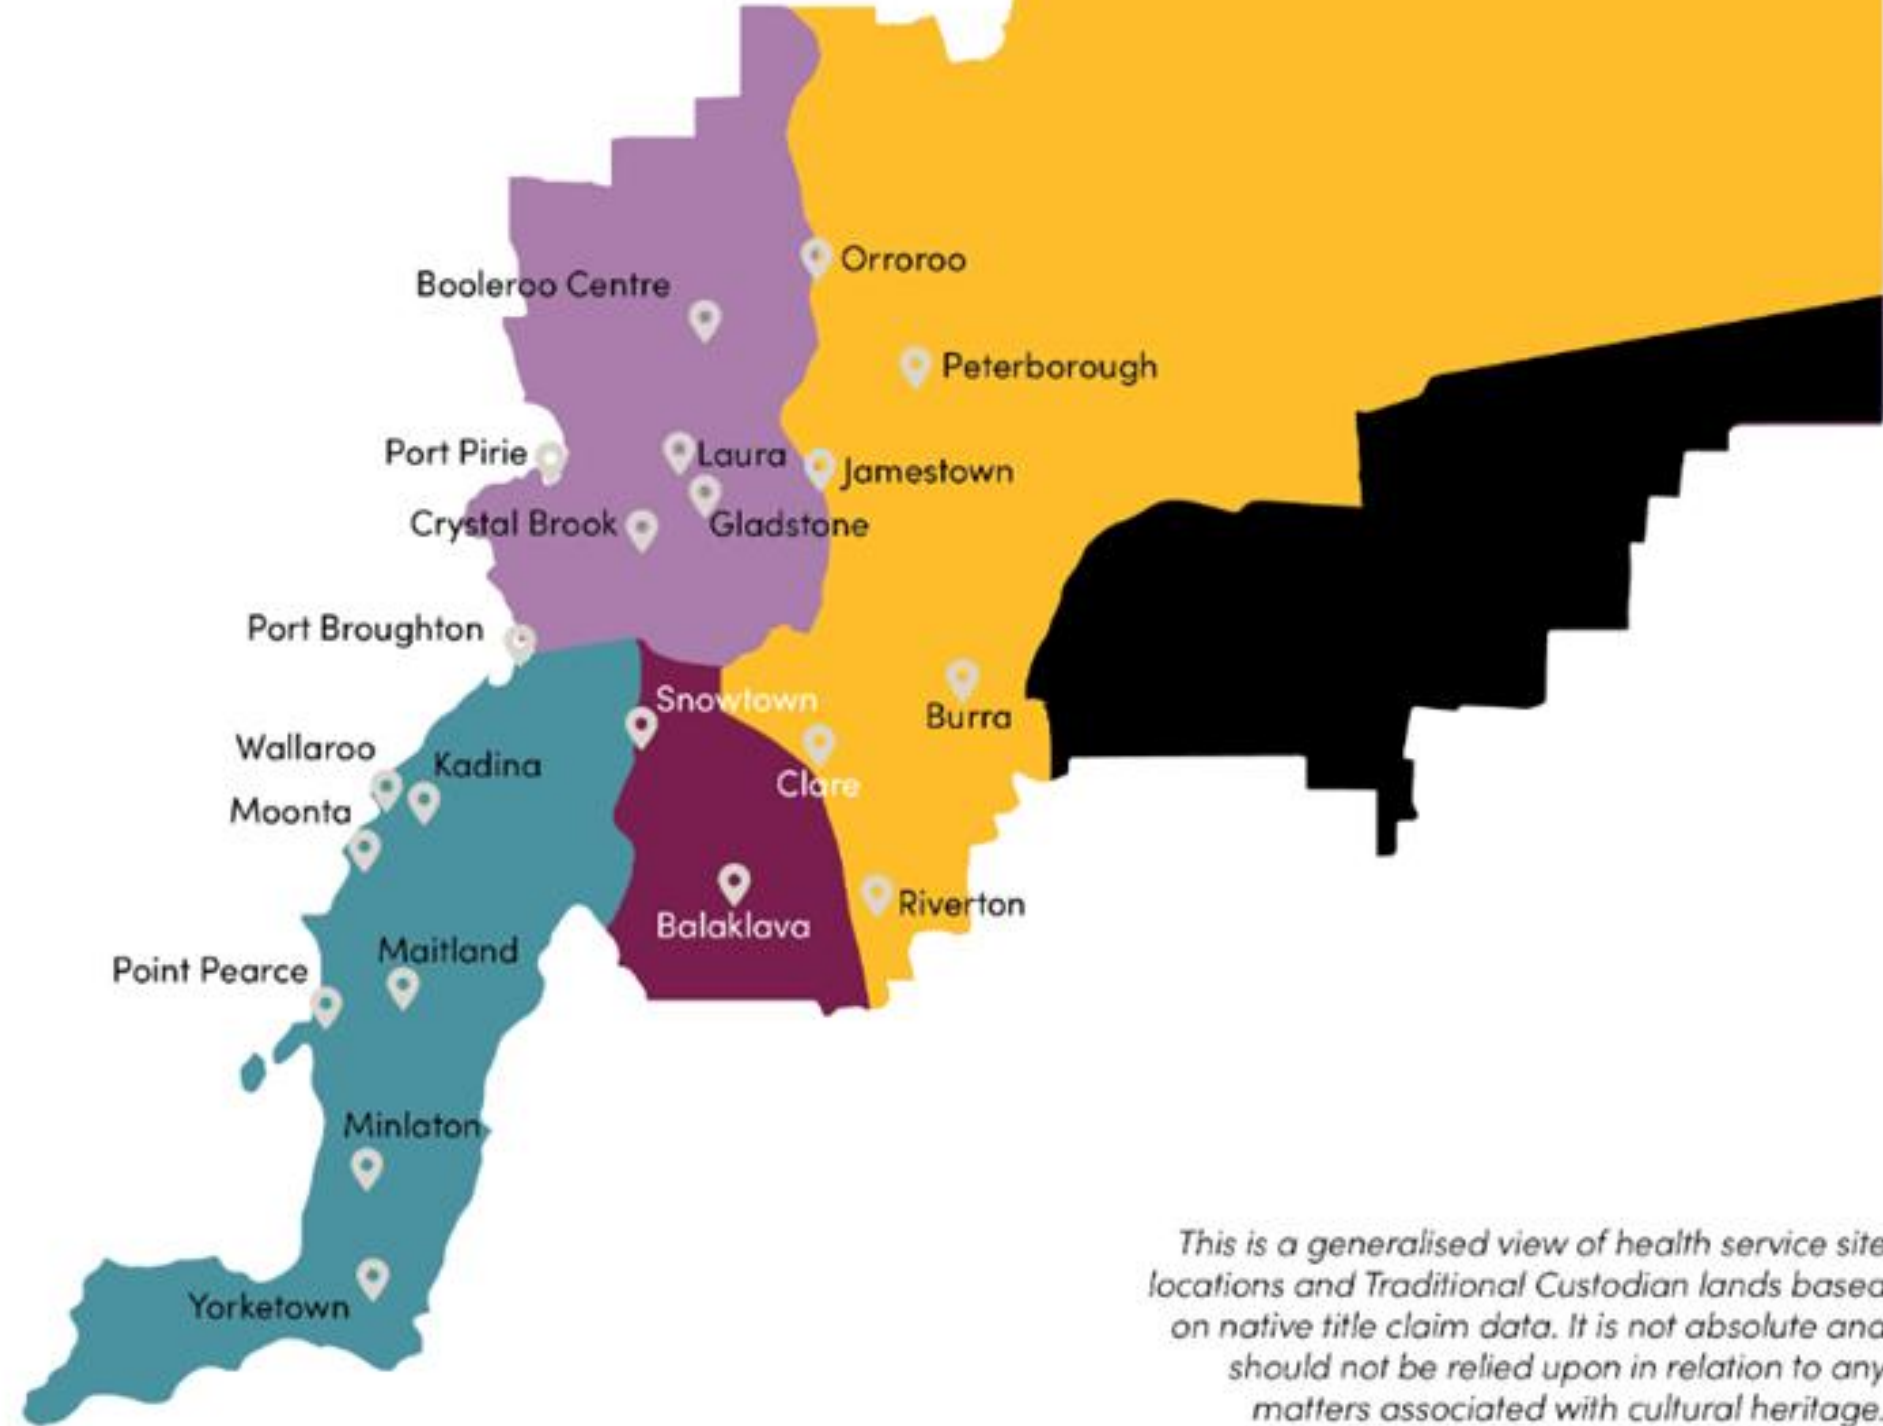 Orroroo
Booleroo Centre
Peterborough
Port Pirie
Laura
Jamestown
Crystal Brook
Gladstone
Port Broughton
Snowtown
Burra
Wallaroo
Kadina
Clare
Moonta
Riverton
Balaklava
Maitland
Point Pearce
Minlaton
Yorketown
This is a generalised view of health service site
locations and Traditional Custodian lands based
on native title claim data. It is not absolute and
should not be relied upon in relation to any
matters associated with cultural heritage.